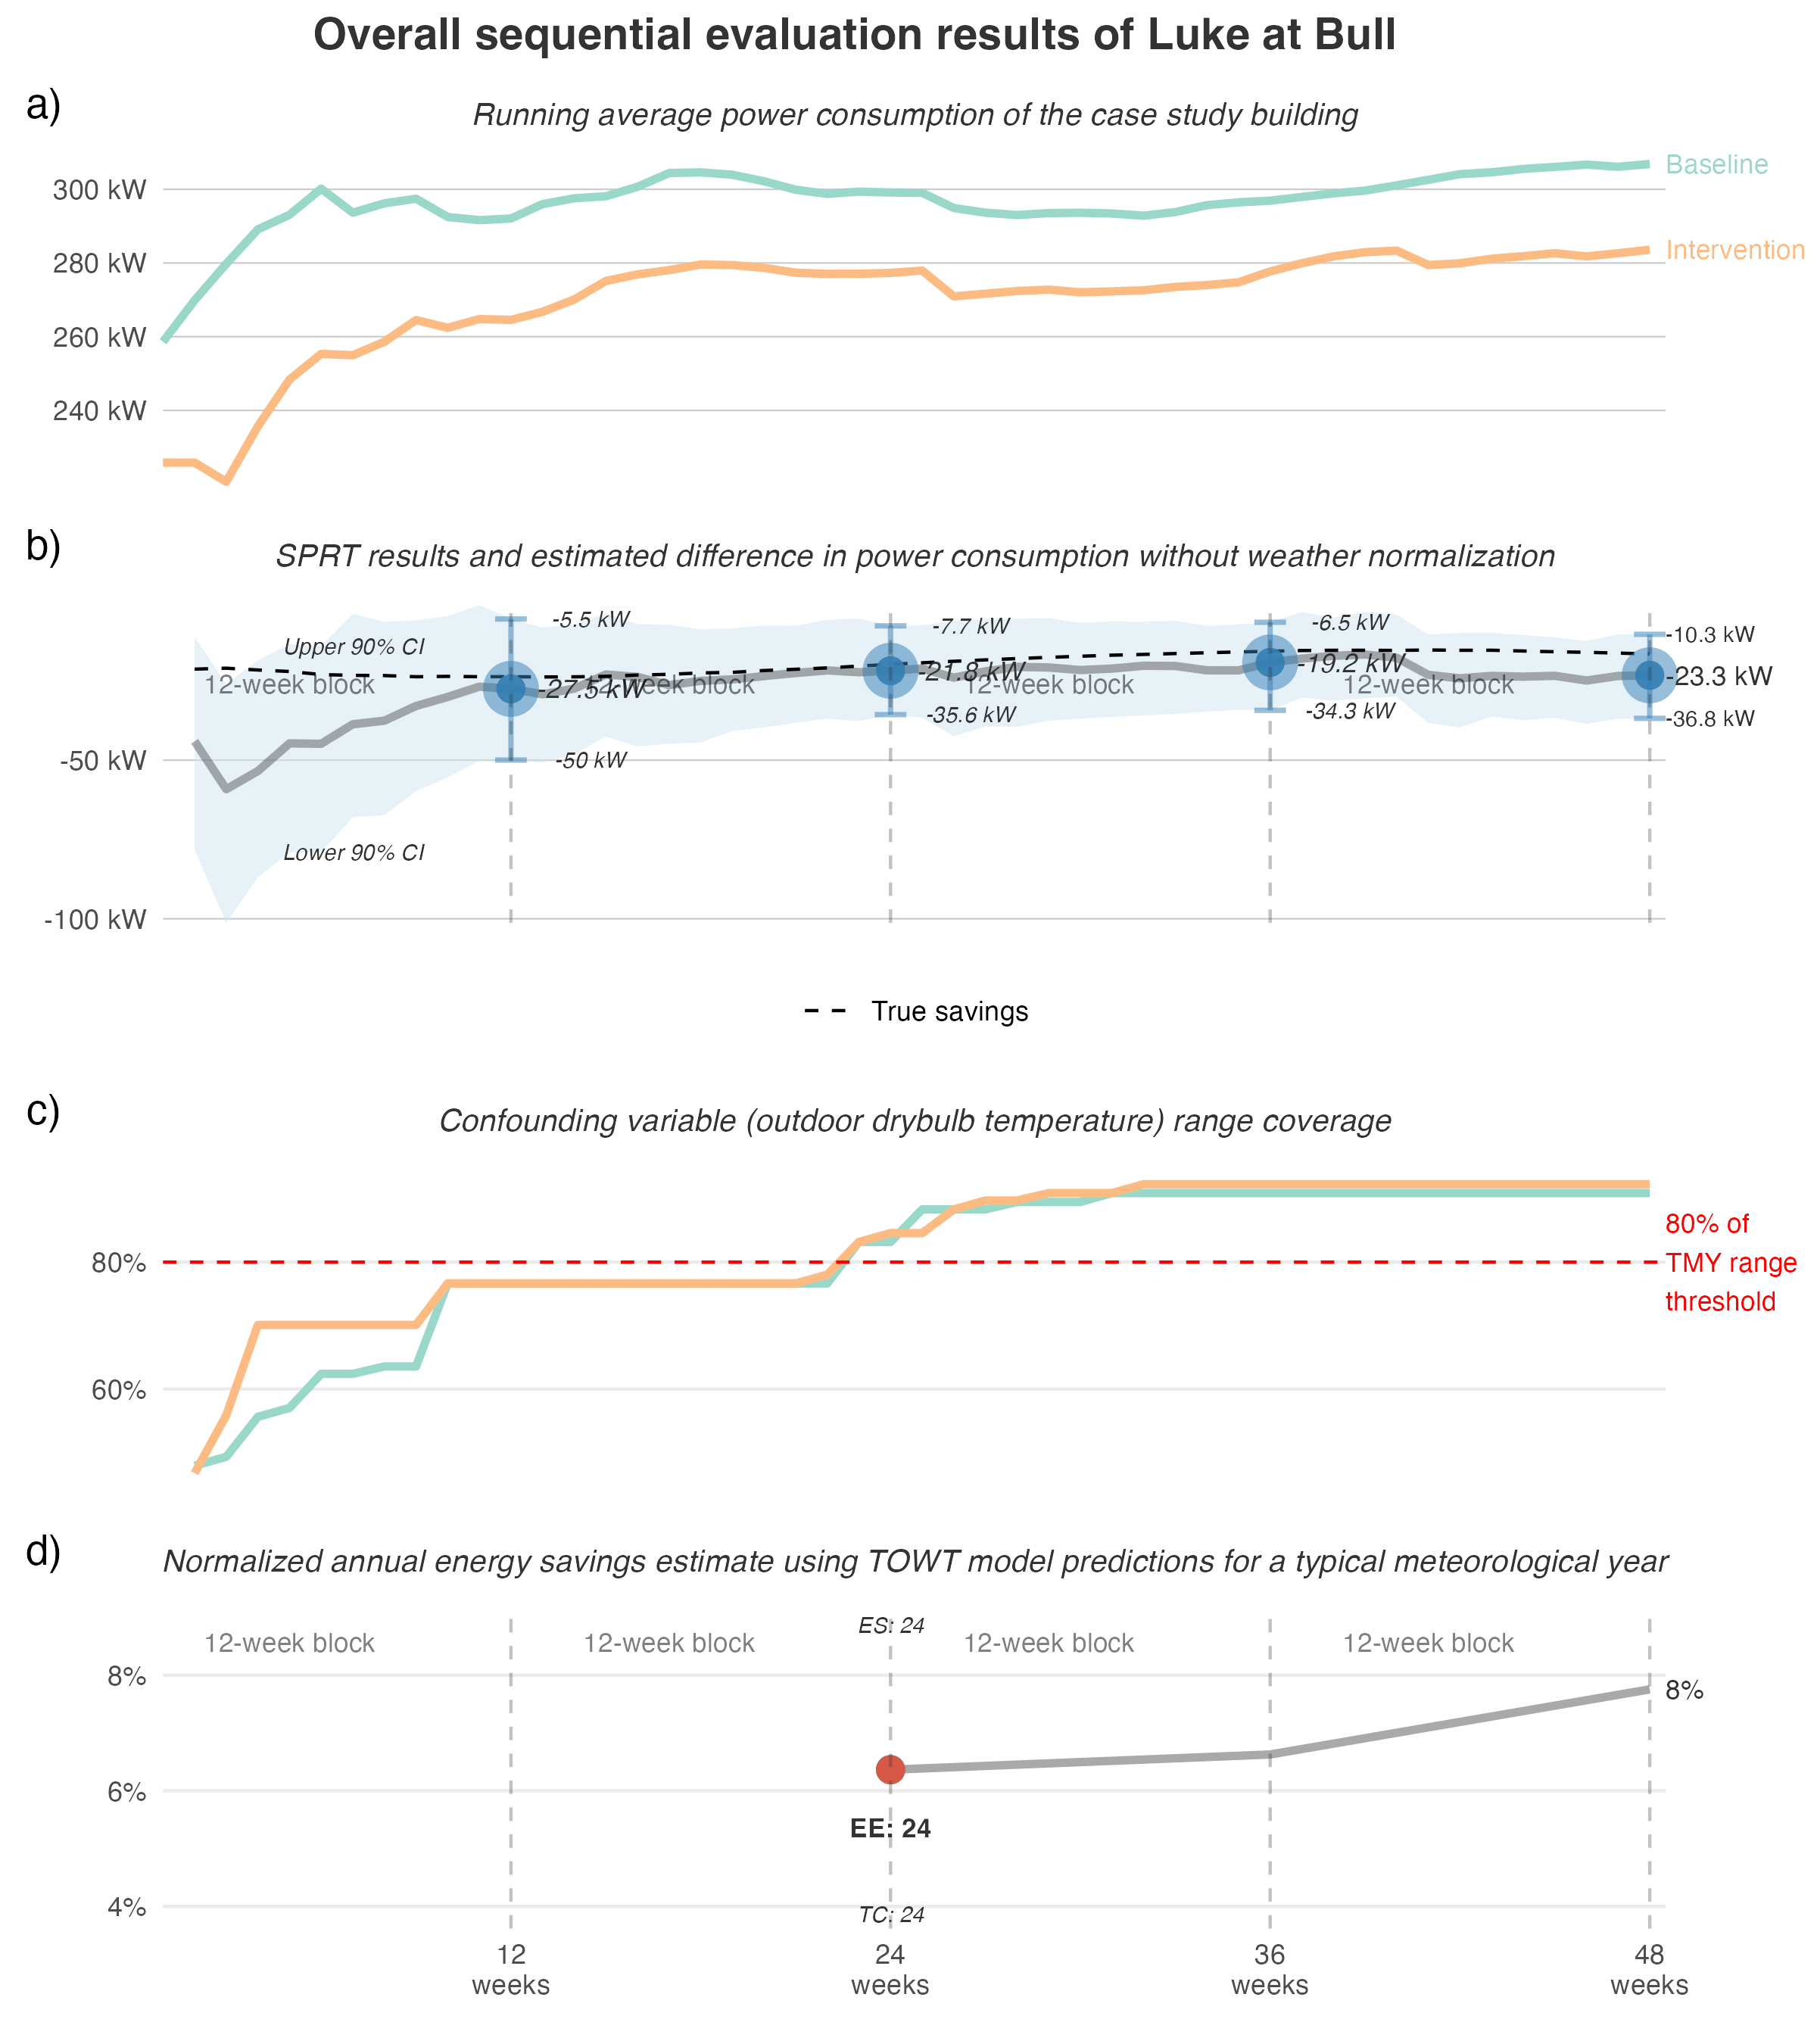 Overall sequential evaluation results of Luke at Bull
a)
Running average power consumption of the case study building
300 kW
280 kW
260 kW
240 kW
Baseline
Intervention
b)
SPRT results and estimated difference in power consumption without weather normalization
Upper 90% CI
Lower 90% CI
12-week block
12-week block
12-week block
12-week block
-5.5 kW
-27.5 kW
-50 kW
-7.7 kW
-21.8 kW
-35.6 kW
-6.5 kW
-19.2 kW
-34.3 kW
-10.3 kW
-23.3 kW
-36.8 kW
-50 kW
-100 kW
True savings
c)
Confounding variable (outdoor drybulb temperature) range coverage
80%
60%
80% of
TMY range
threshold
d)
Normalized annual energy savings estimate using TOWT model predictions for a typical meteorological year
ES: 24
12-week block
12-week block
12-week block
12-week block
8%
6%
4%
8%
EE: 24
TC: 24
12
weeks
24
weeks
36
weeks
48
weeks